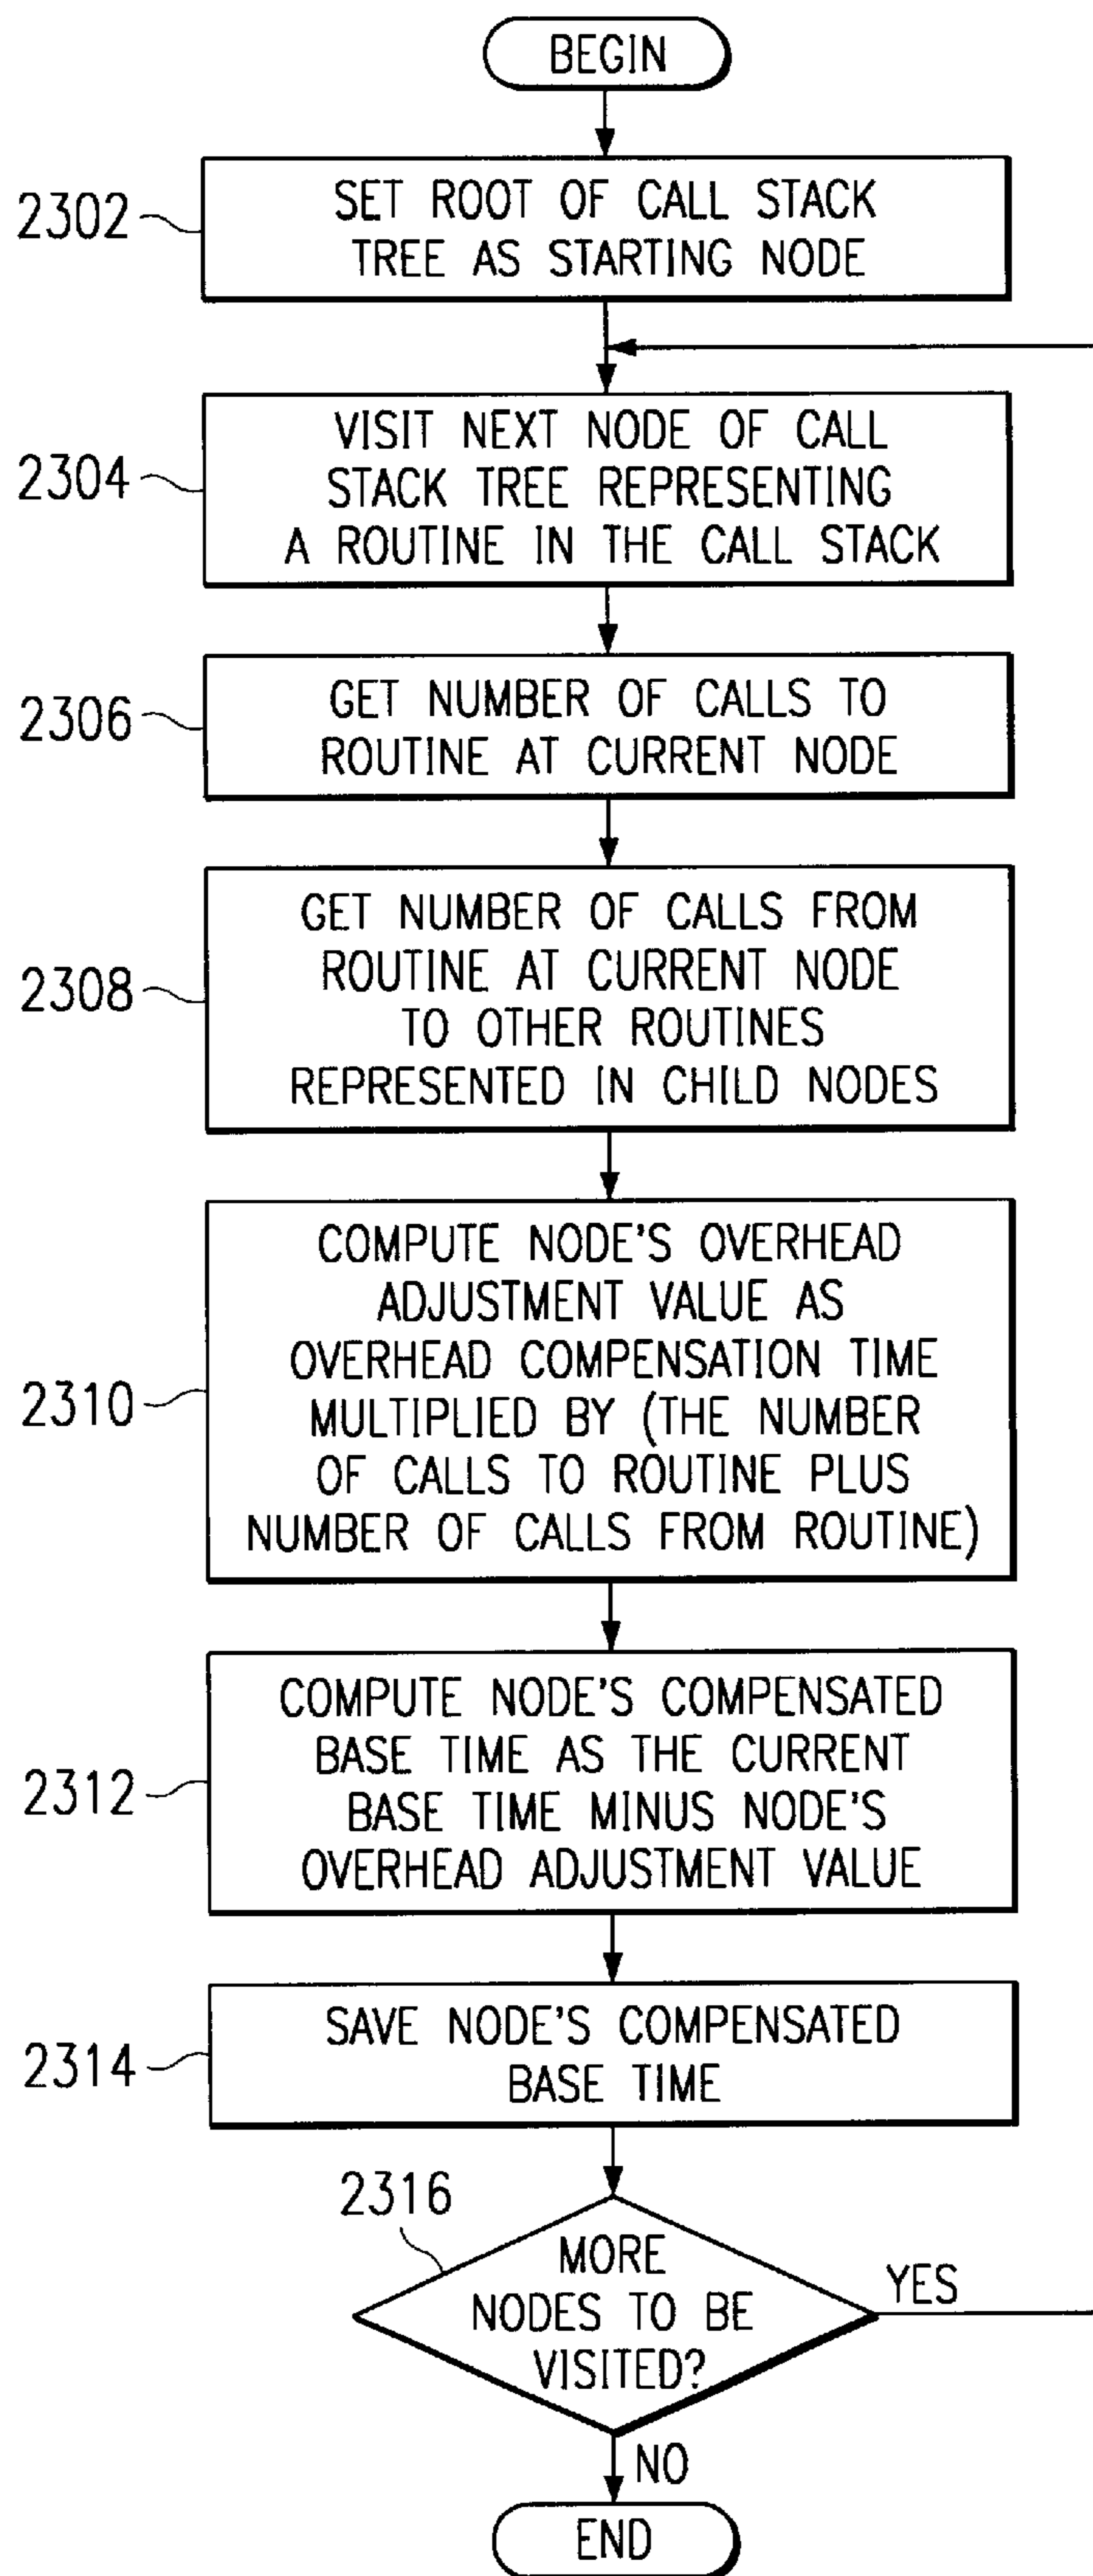 BEGIN
2302
SET ROOT OF CALL STACK
TREE AS STARTING NODE
2304
VISIT NEXT NODE OF CALL
STACK TREE REPRESENTING
A ROUTINE IN THE CALL STACK
2306
GET NUMBER OF CALLS TO
ROUTINE AT CURRENT NODE
2308
GET NUMBER OF CALLS FROM
ROUTINE AT CURRENT NODE
TO OTHER ROUTINES
REPRESENTED IN CHILD NODES
2310
COMPUTE NODE'S OVERHEAD
ADJUSTMENT VALUE AS
OVERHEAD COMPENSATION TIME
MULTIPLIED BY (THE NUMBER
OF CALLS TO ROUTINE PLUS
NUMBER OF CALLS FROM ROUTINE)
2312
COMPUTE NODE'S COMPENSATED
BASE TIME AS THE CURRENT
BASE TIME MINUS NODE'S
OVERHEAD ADJUSTMENT VALUE
2314
SAVE NODE'S COMPENSATED
BASE TIME
2316
MORE
NODES TO BE
VISITED?
YES
NO
END